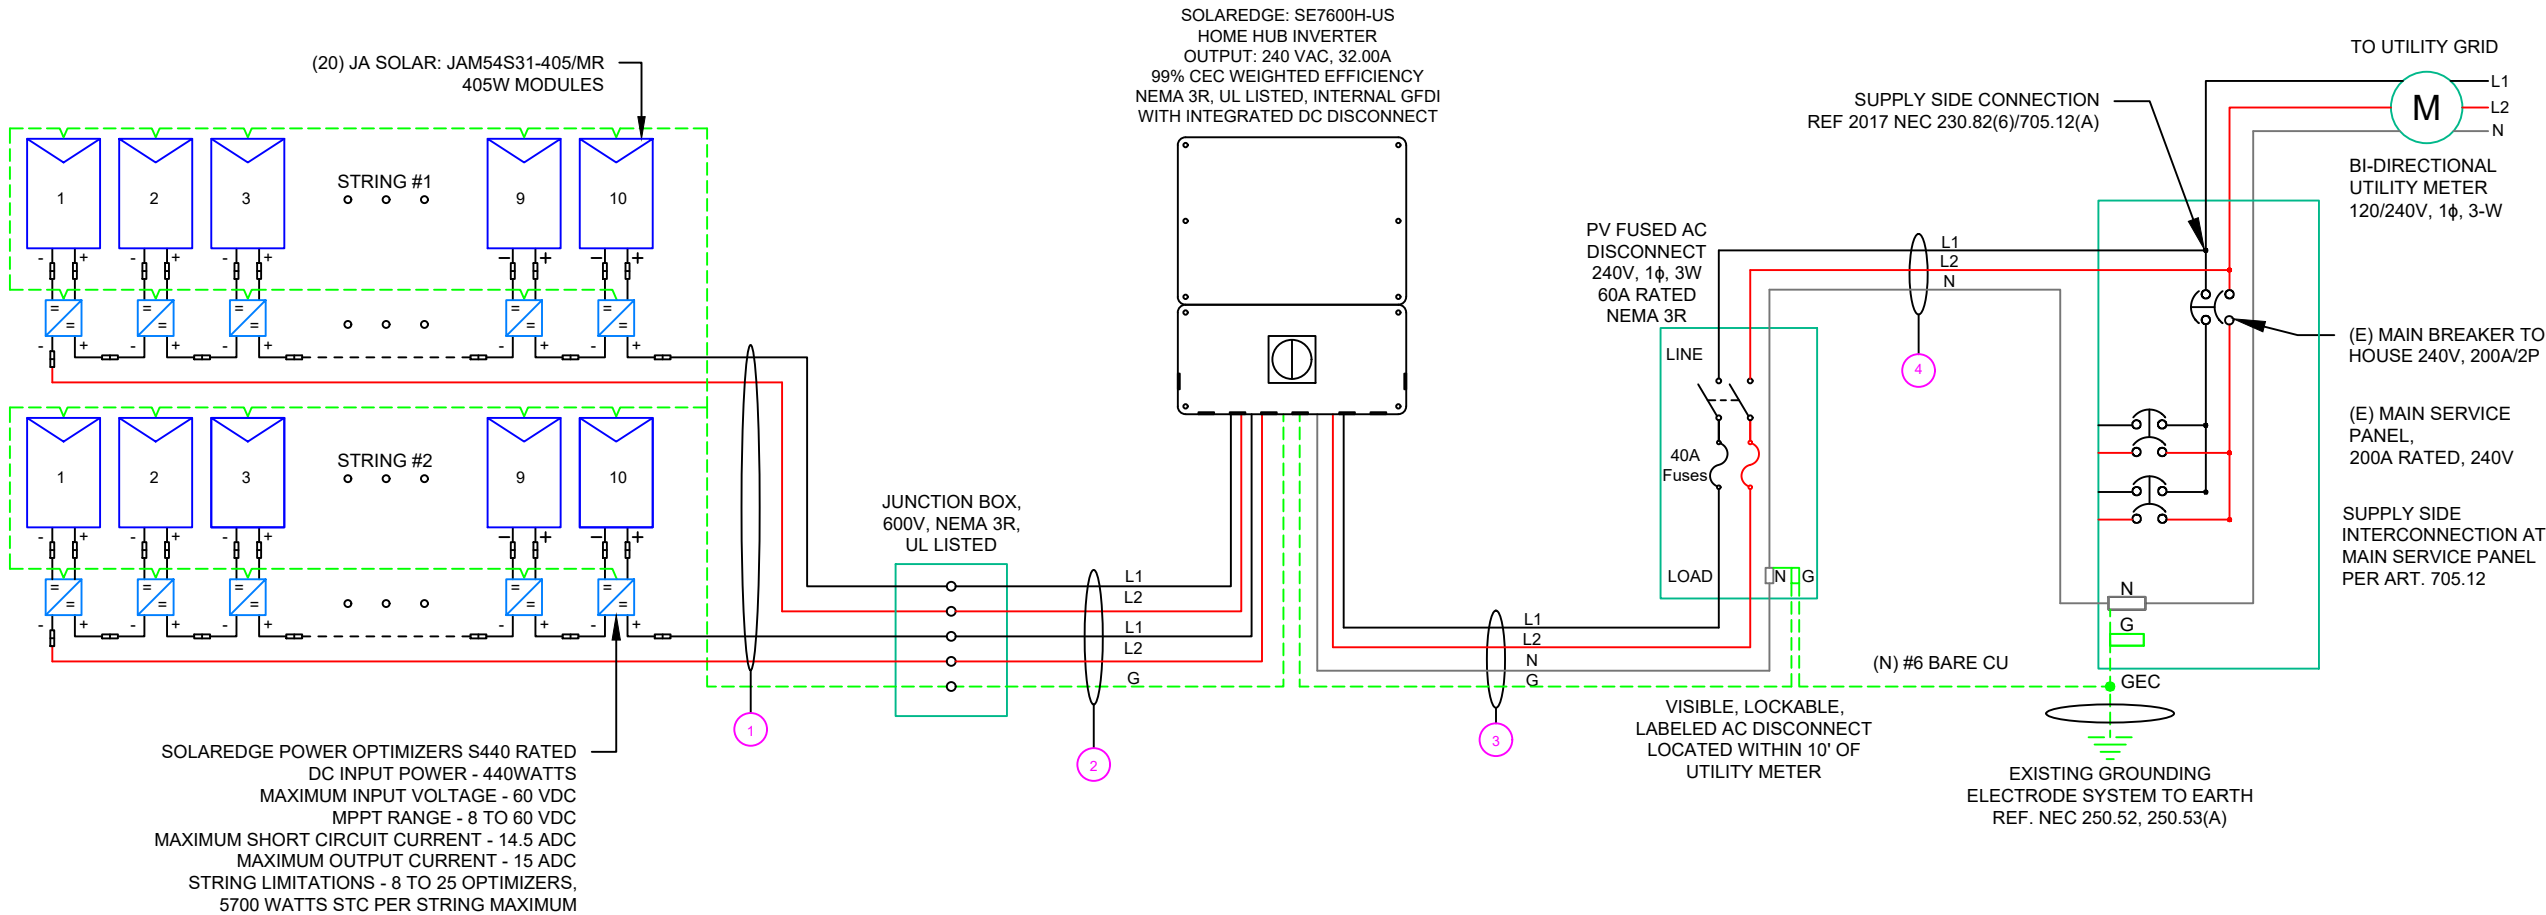 SOLAREDGE: SE7600H-US
HOME HUB INVERTER
OUTPUT: 240 VAC, 32.00A
99% CEC WEIGHTED EFFICIENCY
NEMA 3R, UL LISTED, INTERNAL GFDI
WITH INTEGRATED DC DISCONNECT
(20) JA SOLAR: JAM54S31-405/MR
405W MODULES
1
2
3
STRING #1
9
10
- +
- +
- +
- +
- +
= =
= =
= =
= =
= =
- +
- +
- +
- +
- +
1
2
3
STRING #2
9
10
- +
- +
- +
- +
- +
= =
= =
= =
= =
= =
- +
- +
- +
- +
- +
SOLAREDGE POWER OPTIMIZERS S440 RATED
DC INPUT POWER - 440WATTS
MAXIMUM INPUT VOLTAGE - 60 VDC
MPPT RANGE - 8 TO 60 VDC
MAXIMUM SHORT CIRCUIT CURRENT - 14.5 ADC
MAXIMUM OUTPUT CURRENT - 15 ADC
STRING LIMITATIONS - 8 TO 25 OPTIMIZERS,
5700 WATTS STC PER STRING MAXIMUM
1
JUNCTION BOX,
600V, NEMA 3R,
UL LISTED
L1
L2
L1
L2
G
2
L1
L2
N
G
3
PV FUSED AC
DISCONNECT
240V, 1ϕ, 3W
60A RATED
NEMA 3R
LINE
40A
Fuses
LOAD
N
G
VISIBLE, LOCKABLE,
LABELED AC DISCONNECT
LOCATED WITHIN 10' OF
UTILITY METER
SUPPLY SIDE CONNECTION
REF 2017 NEC 230.82(6)/705.12(A)
L1
L2
N
4
(N) #6 BARE CU
TO UTILITY GRID
M
L1
L2
N
BI-DIRECTIONAL
UTILITY METER
120/240V, 1ϕ, 3-W
(E) MAIN BREAKER TO
HOUSE 240V, 200A/2P
(E) MAIN SERVICE
PANEL,
200A RATED, 240V
SUPPLY SIDE
INTERCONNECTION AT
MAIN SERVICE PANEL
PER ART. 705.12
N
G
GEC
EXISTING GROUNDING
ELECTRODE SYSTEM TO EARTH
REF. NEC 250.52, 250.53(A)